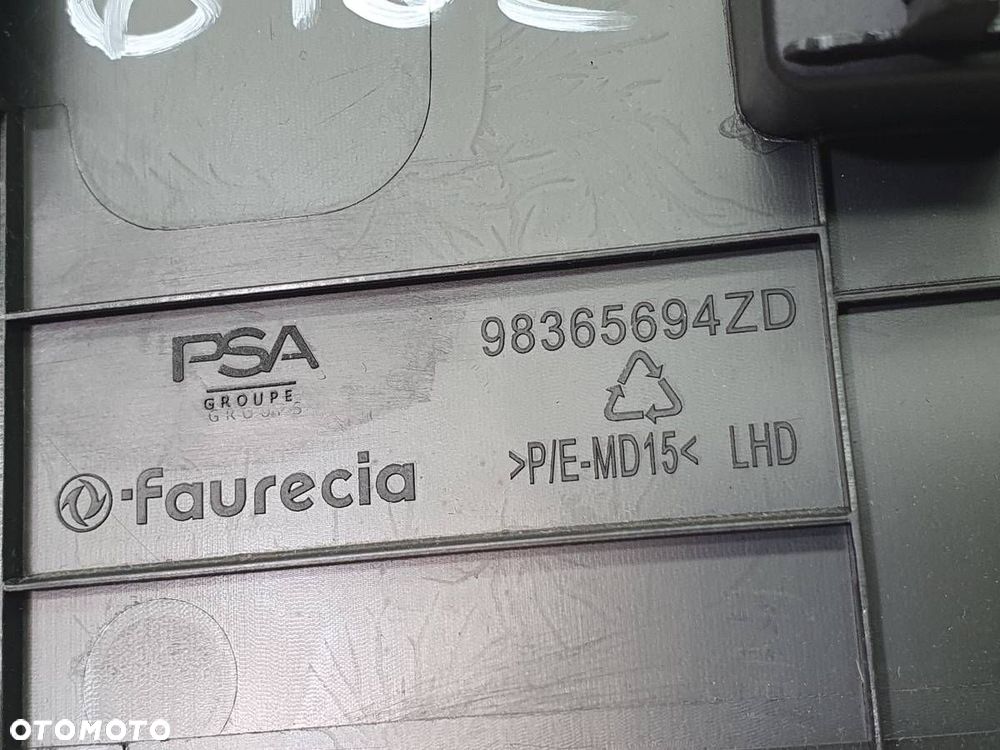 PSA
GROUPE
98365694ZD
>P/E-MD15< LHD
faurecia
OTOMOTO